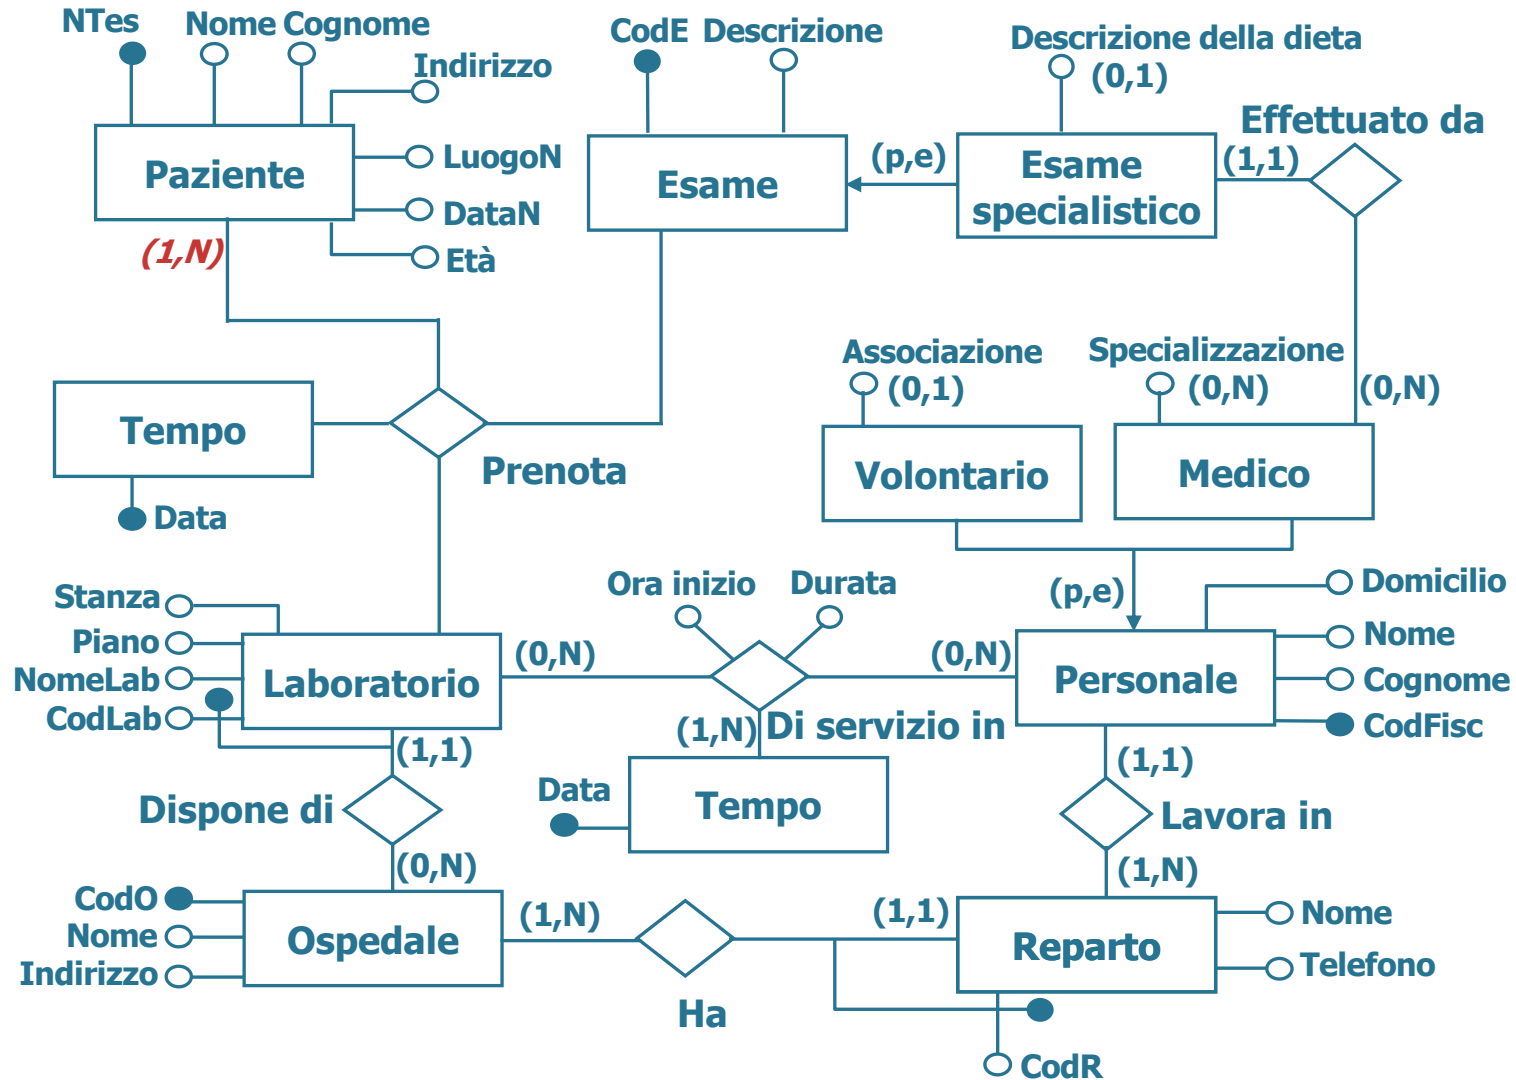 NTes
Nome Cognome
Indirizzo
Paziente
LuogoN
DataN
Età
(1,N)
CodE
Descrizione
Esame
(p,e)
Descrizione della dieta
(0,1)
Esame
specialistico
Effettuato da
(1,1)
(0,N)
Tempo
Data
Prenota
Associazione
(0,1)
Volontario
Specializzazione
(0,N)
Medico
(p,e)
Stanza
Piano
NomeLab
CodLab
Laboratorio
(0,N)
Ora inizio
Durata
(0,N)
Di servizio in
(1,N)
Data
Tempo
Personale
Domicilio
Nome
Cognome
CodFisc
(1,1)
Dispone di
(0,N)
(1,1)
Lavora in
(1,N)
CodO
Nome
Indirizzo
Ospedale
(1,N)
Ha
(1,1)
Reparto
Nome
Telefono
CodR